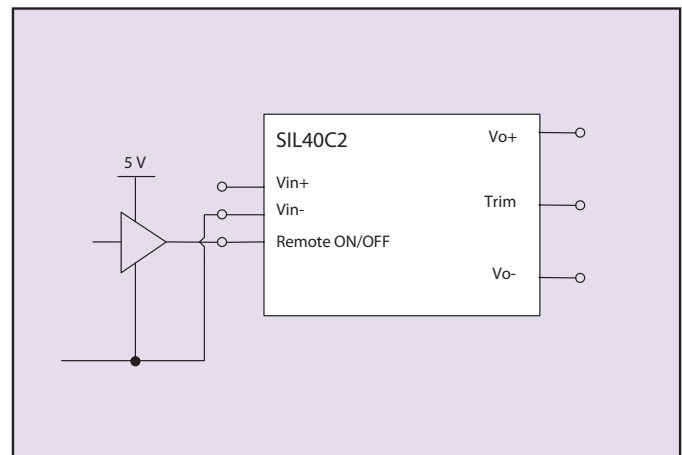 SIL40C2
Vo+
5 V
Vin+
Vin-
Trim
Remote ON/OFF
Vo-